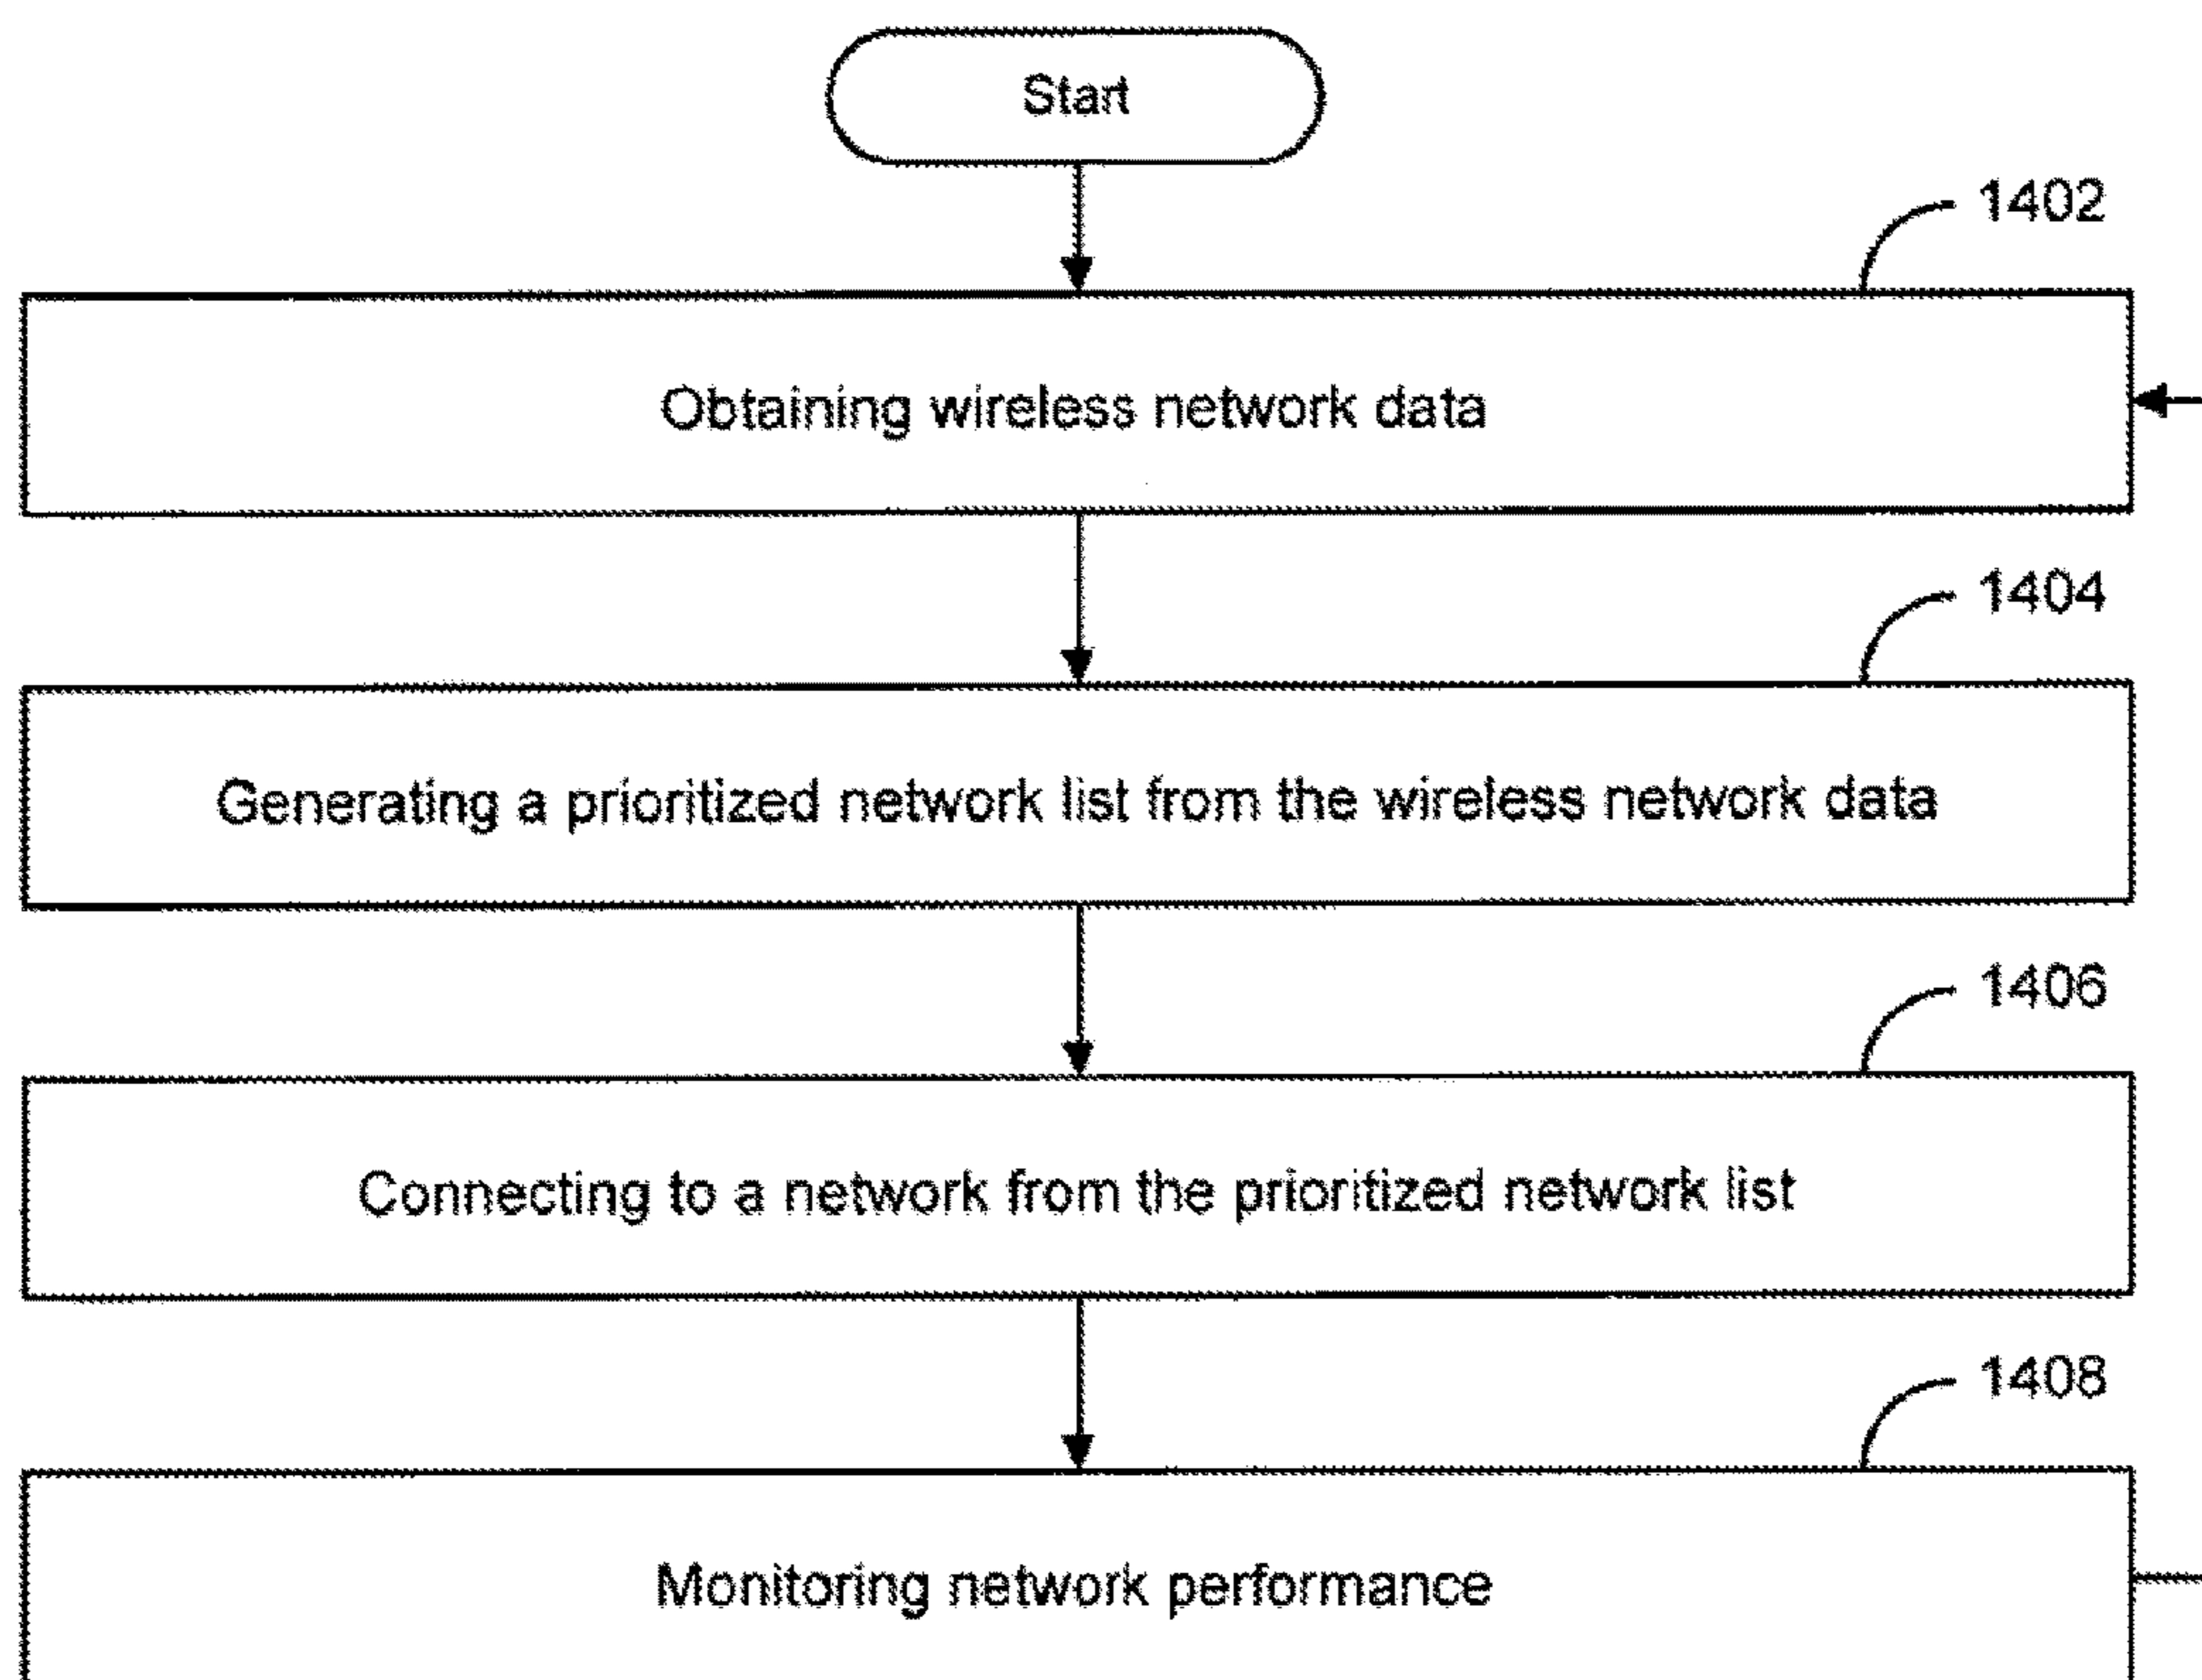 Start
1402
Obtaining wireless network data
1404
Generating a prioritized network list from the wireless network data
1406
Connecting to a network from the prioritized network list
1408
Monitoring network performance